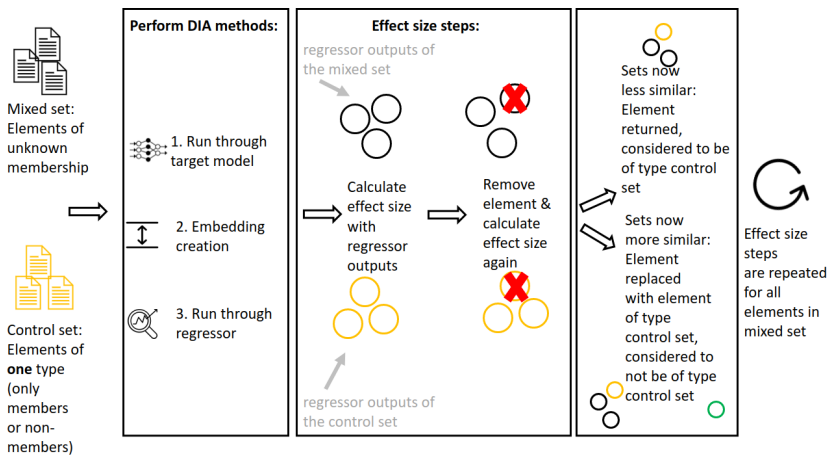 Mixed set:
Elements of
unknown
membership
Control set:
Elements of
one type
(only
members
or non-
members)
Perform DIA methods:
1. Run through
target model
2. Embedding
creation
3. Run through
regressor
Effect size steps:
regressor outputs of
the mixed set
Calculate
effect size
with
regressor
outputs
Remove
element &
calculate
effect size
again
regressor outputs of
the control set
Sets now
less similar:
Element
returned,
considered to be
of type control
set
Sets now
more similar:
Element
replaced
with element
of type
control set,
considered to
not be of type
control set
Effect size
steps
are repeated
for all
elements in
mixed set